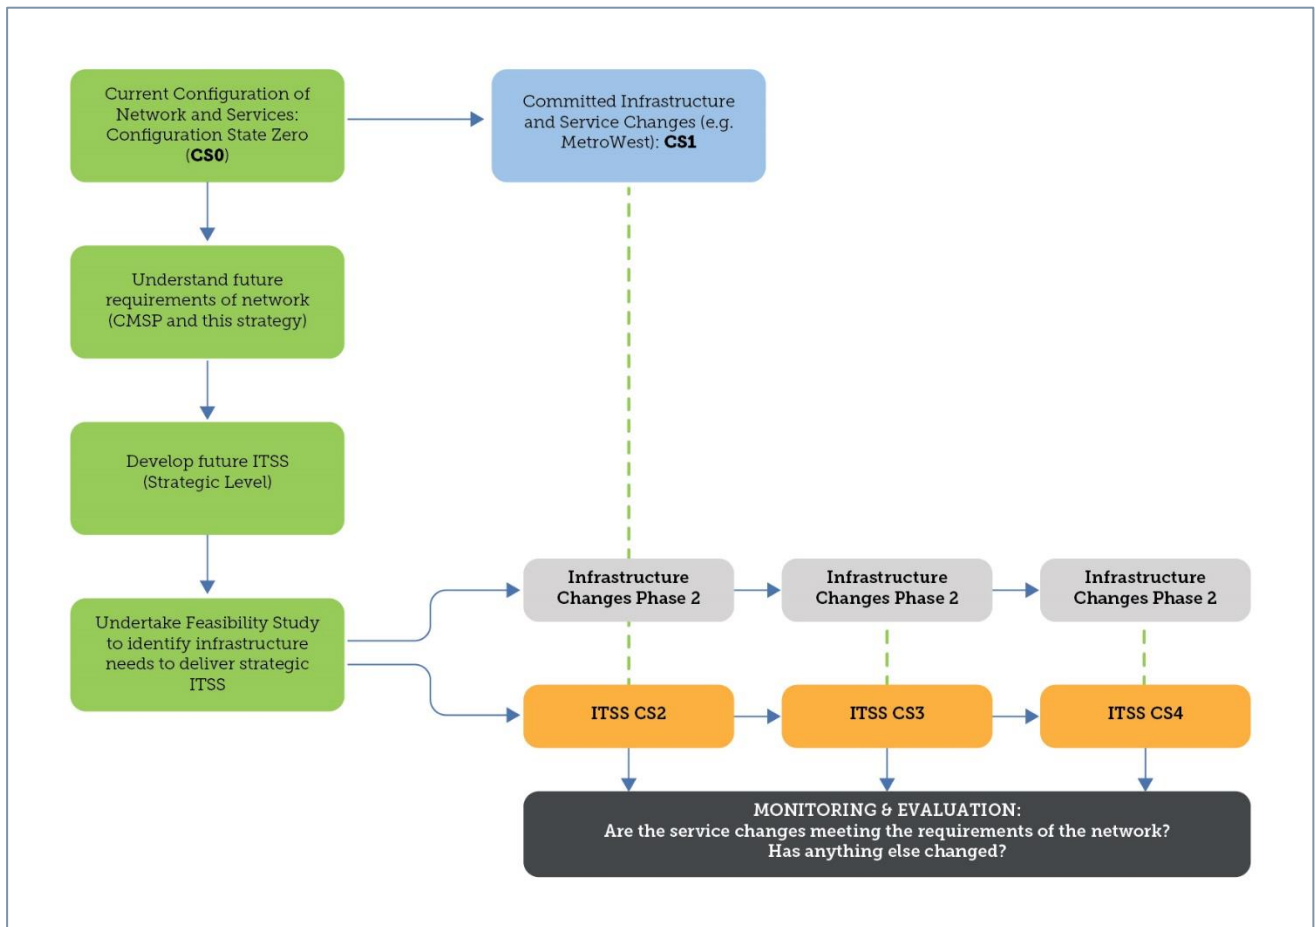 Current Configuration of
Network and Services:
Configuration State Zero
(CS0)
Committed Infrastructure
and Service Changes (e.g.
MetroWest): CS1
Understand future
requirements of network
(CMSP and this strategy)
Develop future ITSS
(Strategic Level)
Undertake Feasibility Study
to identify infrastructure
needs to deliver strategic
ITSS
Infrastructure
Changes Phase 2
Infrastructure
Changes Phase 2
Infrastructure
Changes Phase 2
ITSS CS2
ITSS CS3
ITSS CS4
MONITORING & EVALUATION:
Are the service changes meeting the requirements of the network?
Has anything else changed?